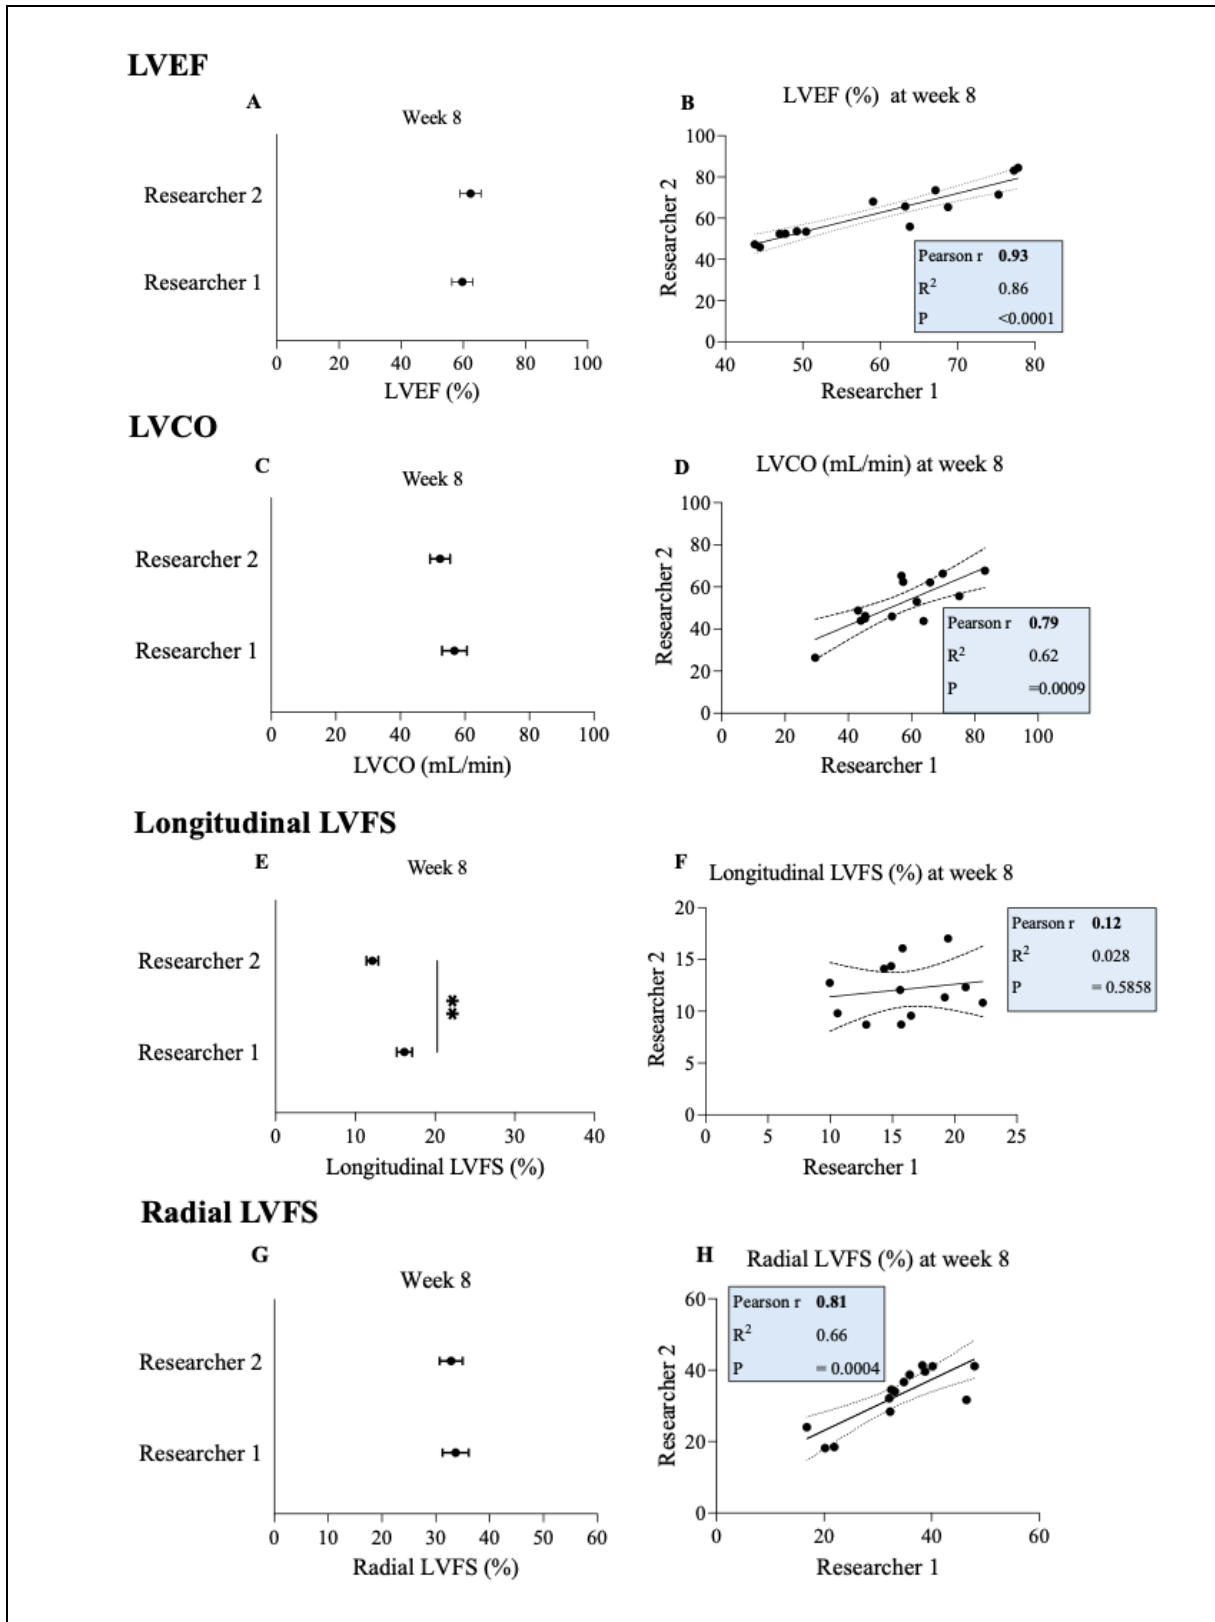 LVEF
A
Week 8
Researcher 2
Researcher 1
0 20 40 60 80 100
LVEF (%)
B
LVEF (%) at week 8
100
80
60
40
20
0
Researcher 2
Pearson r 0.93
R2 0.86
P <0.0001
40 50 60 70 80
Researcher 1
LVCO
C
Week 8
Researcher 2
Researcher 1
0 20 40 60 80 100
LVCO (mL/min)
D
LVCO (mL/min) at week 8
100
80
60
40
20
0
Researcher 2
Pearson r 0.79
R2 0.62
P =0.0009
0 20 40 60 80 100
Researcher 1
Longitudinal LVFS
E
Week 8
Researcher 2
**
Researcher 1
0 10 20 30 40
Longitudinal LVFS (%)
F
Longitudinal LVFS (%) at week 8
20
15
10
5
0
Researcher 2
Pearson r 0.12
R2 0.028
P = 0.5858
0 5 10 15 20 25
Researcher 1
Radial LVFS
G
Week 8
Researcher 2
Researcher 1
0 10 20 30 40 50 60
Radial LVFS (%)
H
Radial LVFS (%) at week 8
60
40
20
0
Researcher 2
Pearson r 0.81
R2 0.66
P = 0.0004
0 20 40 60
Researcher 1